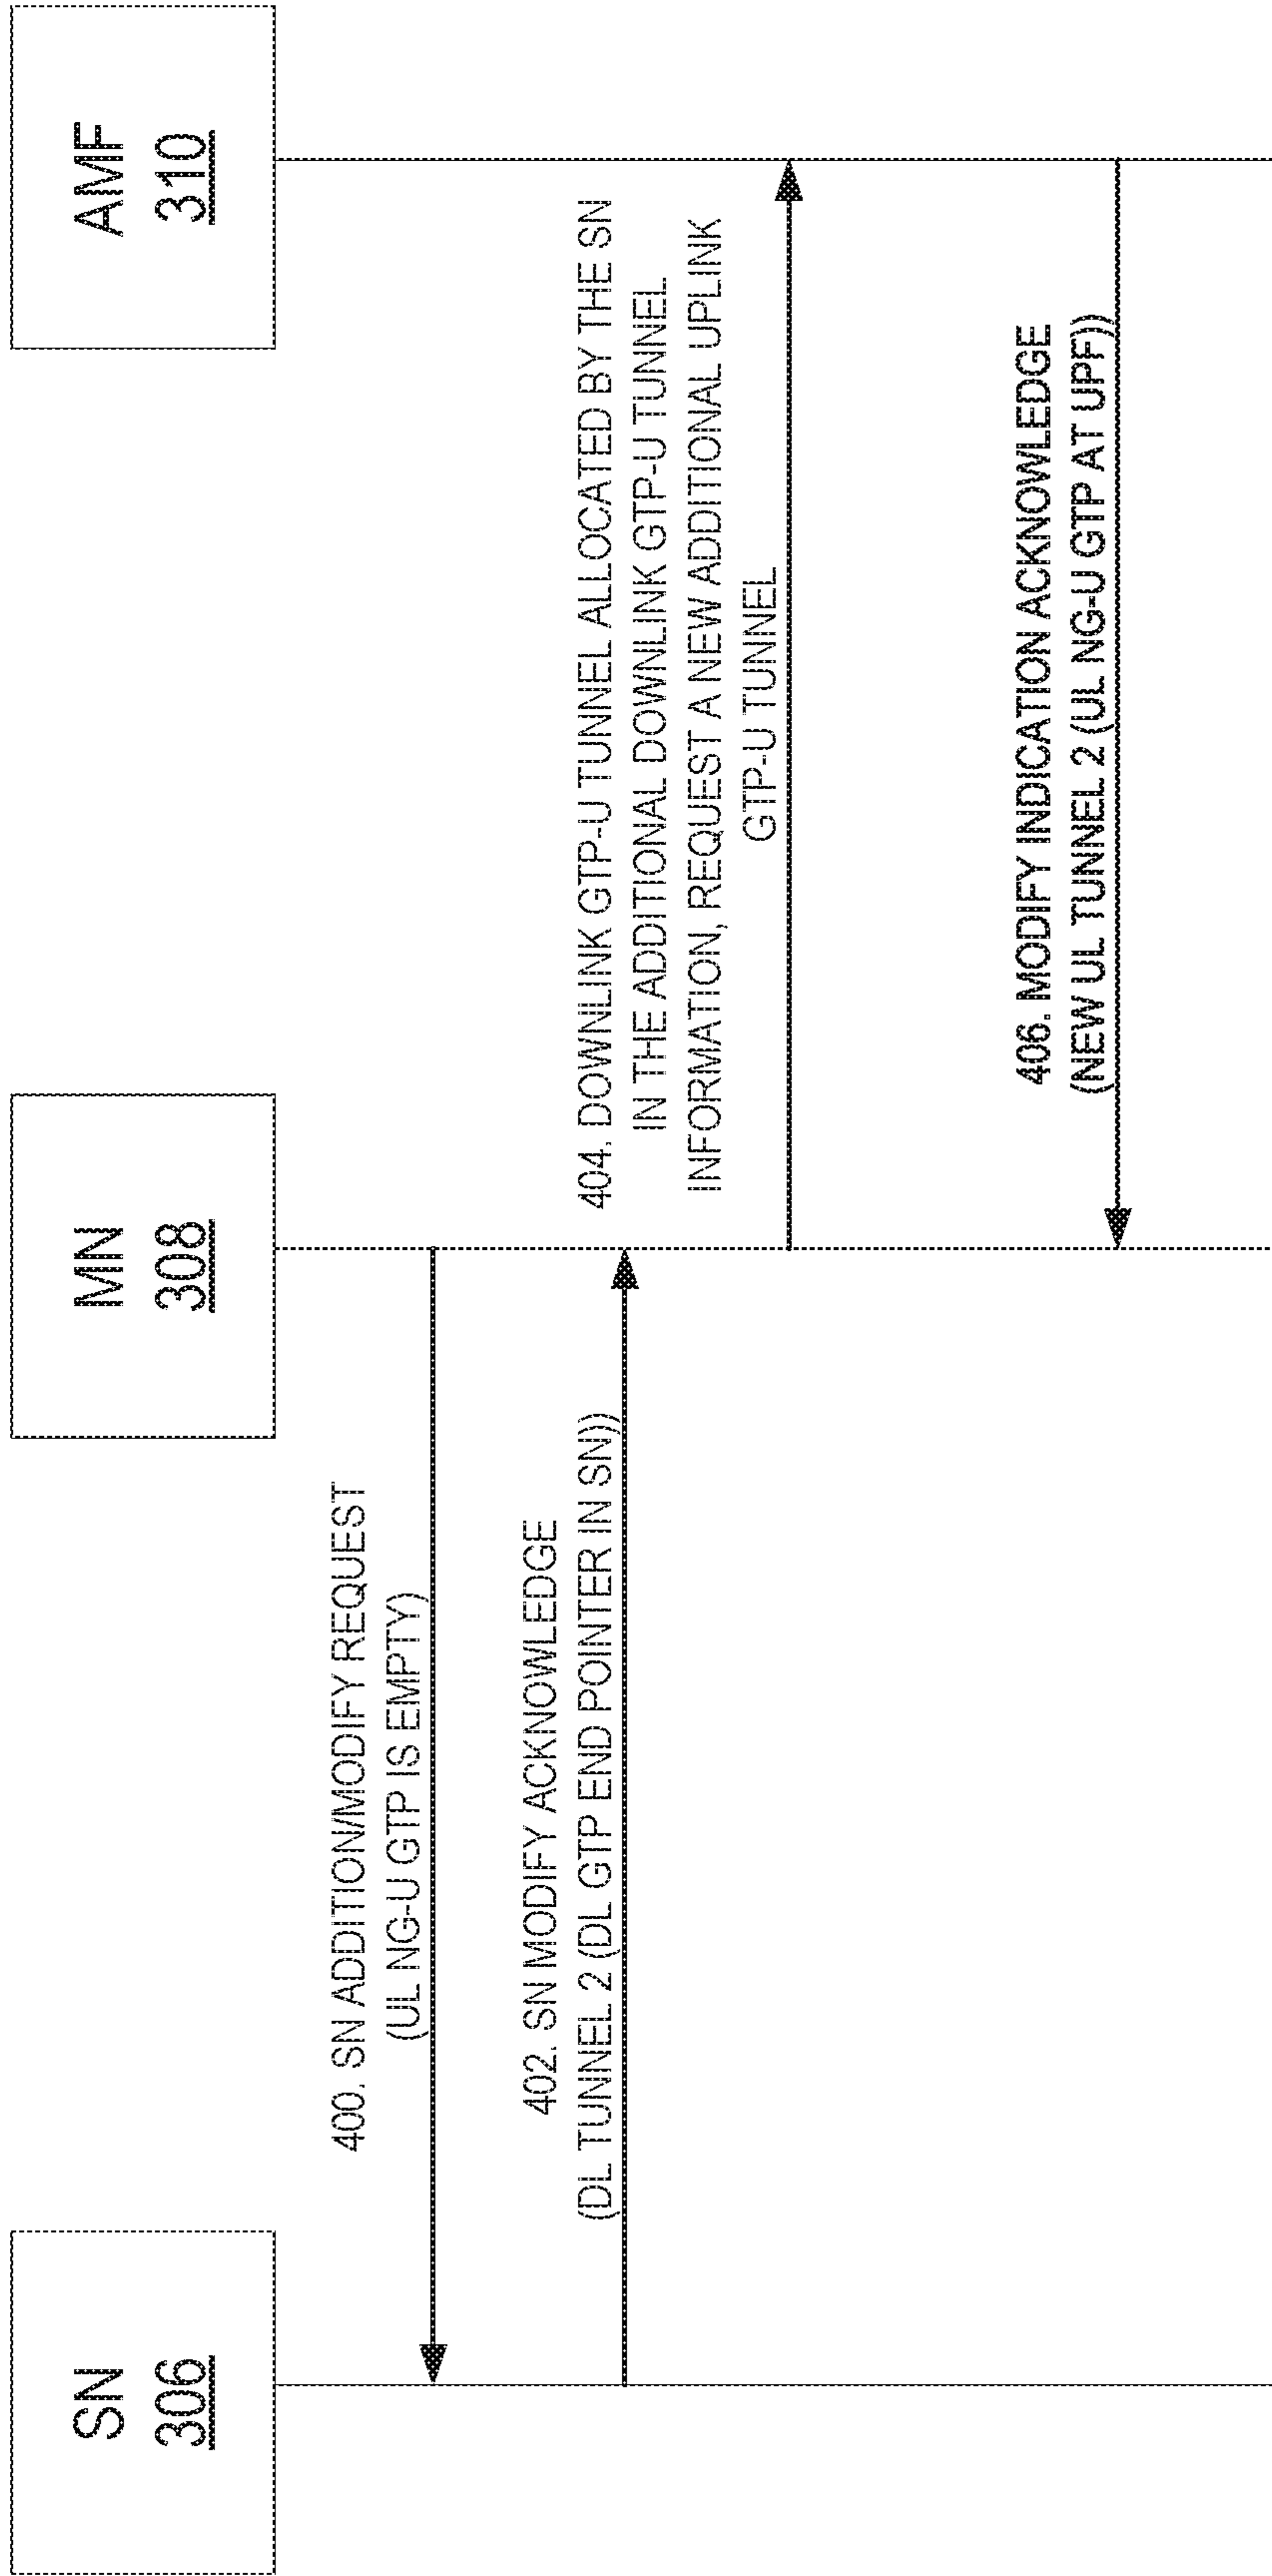 SN
306
MN
308
AMF
310
400. SN ADDITION/MODIFY REQUEST
(UL NG-U GTP IS EMPTY)
402. SN MODIFY ACKNOWLEDGE
(DL TUNNEL 2 (DL GTP END POINTER IN SN))
404. DOWNLINK GTP-U TUNNEL ALLOCATED BY THE SN
IN THE ADDITIONAL DOWNLINK GTP-U TUNNEL
INFORMATION, REQUEST A NEW ADDITIONAL UPLINK
GTP-U TUNNEL
406. MODIFY INDICATION ACKNOWLEDGE
(NEW UL TUNNEL 2 (UL NG-U GTP AT UPF))